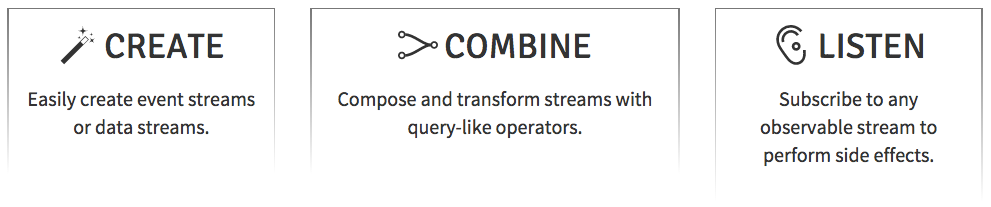 CREATE
Easily create event streams
or data streams.
COMBINE
Compose and transform streams with
query-like operators.
LISTEN
Subscribe to any
observable stream to
perform side effects.